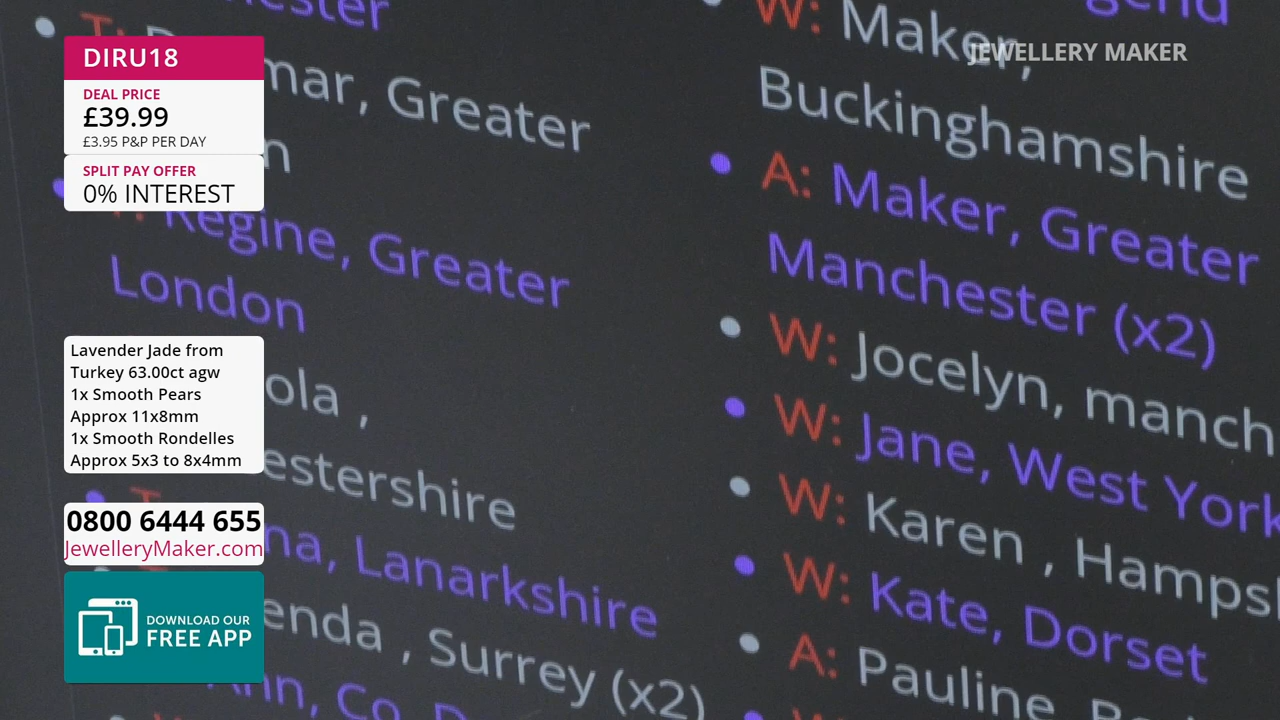 DIRU18
DEAL PRICE
£39.99
£3.95 P&P PER DAY
SPLIT PAY OFFER
0% INTEREST
Lavender Jade from
Turkey 63.00ct agw
1x Smooth Pears
Approx 11x8mm
1x Smooth Rondelles
Approx 5x3 to 8x4mm
0800 6444 655
JewelleryMaker.com
DOWNLOAD OUR
FREE APP
T:
mar, Greater
Regine, Greater
London
ola ,
estershire
T
na, Lanarkshire
enda , Surrey (x2)
Ann, Co
JEWELLERY MAKER
W: Maker,
Buckinghamshire
A: Maker, Greater
Manchester (x2)
W: Jocelyn, manch
W: Jane, West York
W: Karen , Hampsh
W: Kate, Dorset
A: Pauline,